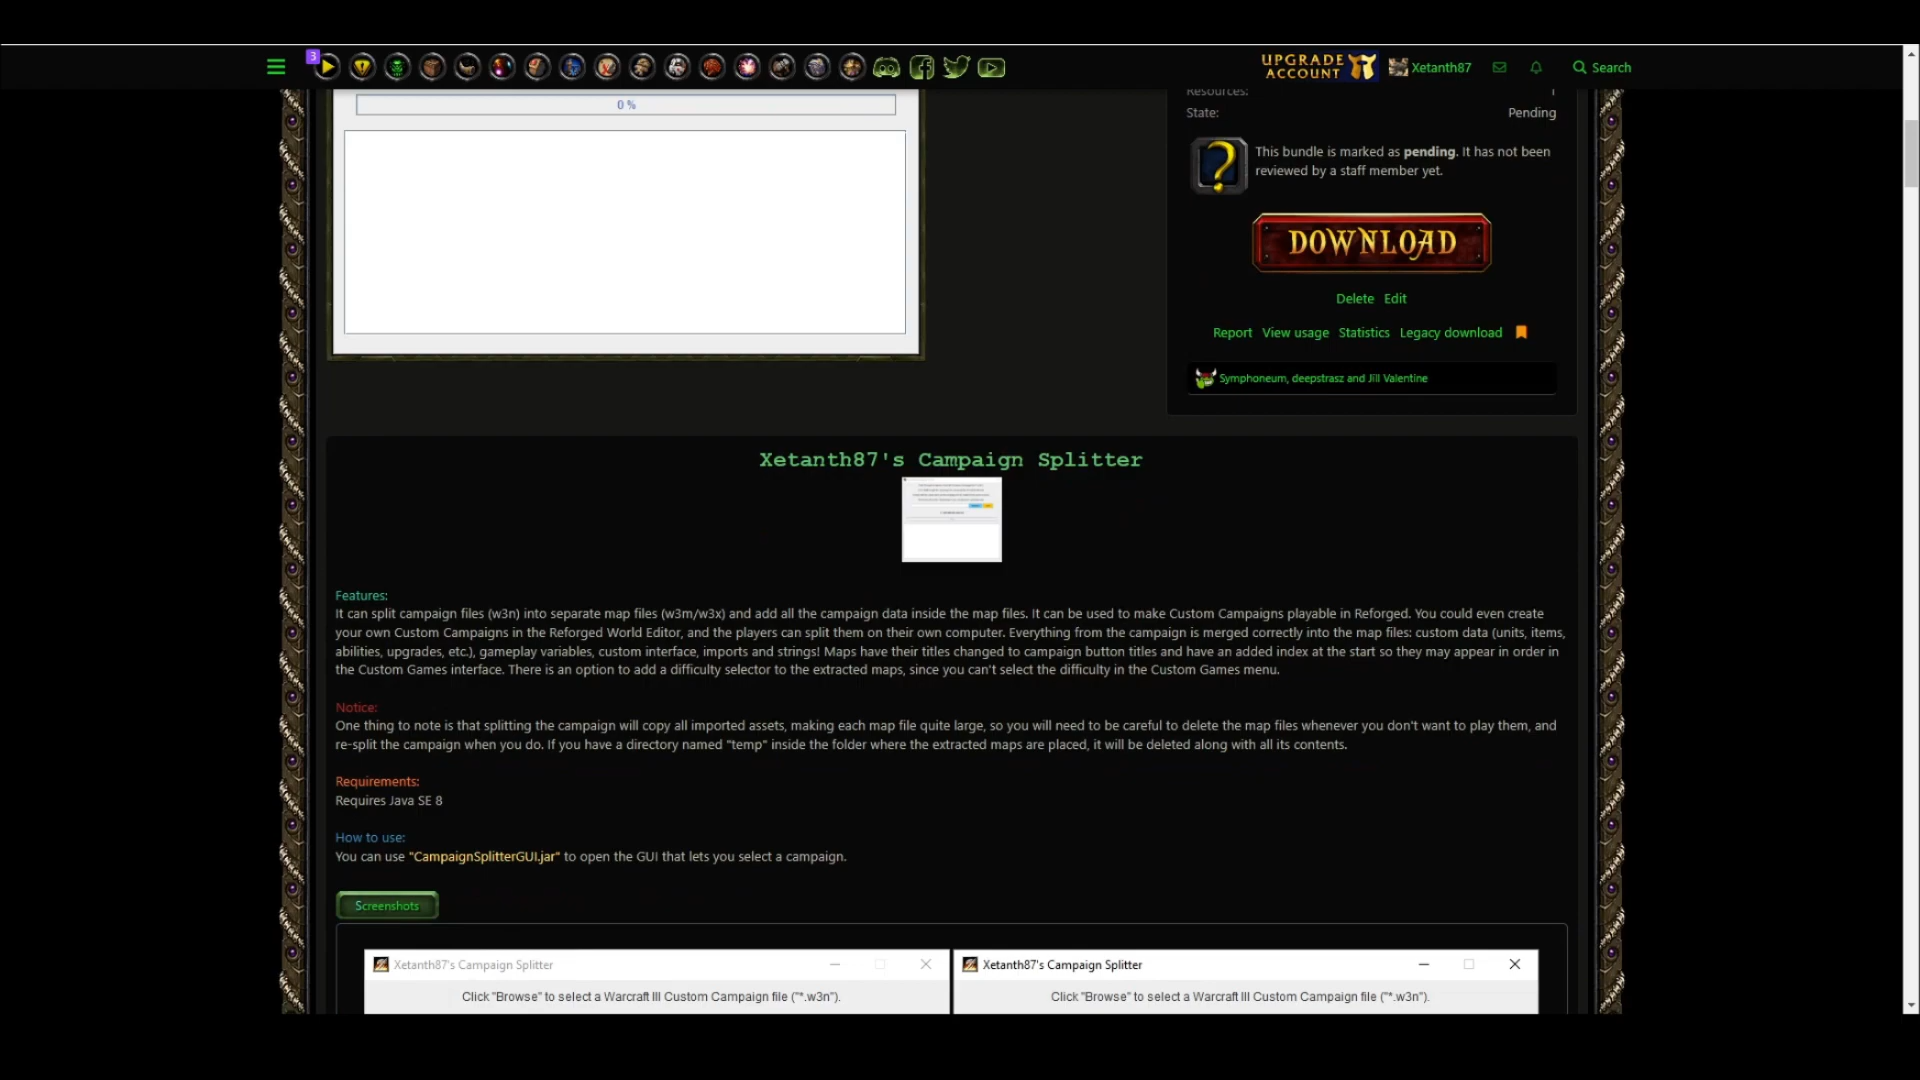 3
UPGRADE
ACCOUNT
Xetanth87
Search
0 %
Resources: 1
State: Pending
This bundle is marked as pending. It has not been
reviewed by a staff member yet.
DOWNLOAD
Delete Edit
Report View usage Statistics Legacy download
Symphoneum, deepstrasz and Jill Valentine
Xetanth87's Campaign Splitter
Features:
It can split campaign files (w3n) into separate map files (w3m/w3x) and add all the campaign data inside the map files. It can be used to make Custom Campaigns playable in Reforged. You could even create
your own Custom Campaigns in the Reforged World Editor, and the players can split them on their own computer. Everything from the campaign is merged correctly into the map files: custom data (units, items,
abilities, upgrades, etc.), gameplay variables, custom interface, imports and strings! Maps have their titles changed to campaign button titles and have an added index at the start so they may appear in order in
the Custom Games interface. There is an option to add a difficulty selector to the extracted maps, since you can't select the difficulty in the Custom Games menu.
Notice:
One thing to note is that splitting the campaign will copy all imported assets, making each map file quite large, so you will need to be careful to delete the map files whenever you don't want to play them, and
re-split the campaign when you do. If you have a directory named "temp" inside the folder where the extracted maps are placed, it will be deleted along with all its contents.
Requirements:
Requires Java SE 8
How to use:
You can use "CampaignSplitterGUI.jar" to open the GUI that lets you select a campaign.
Screenshots
Xetanth87's Campaign Splitter
Click "Browse" to select a Warcraft III Custom Campaign file ("*.w3n").
Xetanth87's Campaign Splitter
Click "Browse" to select a Warcraft III Custom Campaign file ("*.w3n").